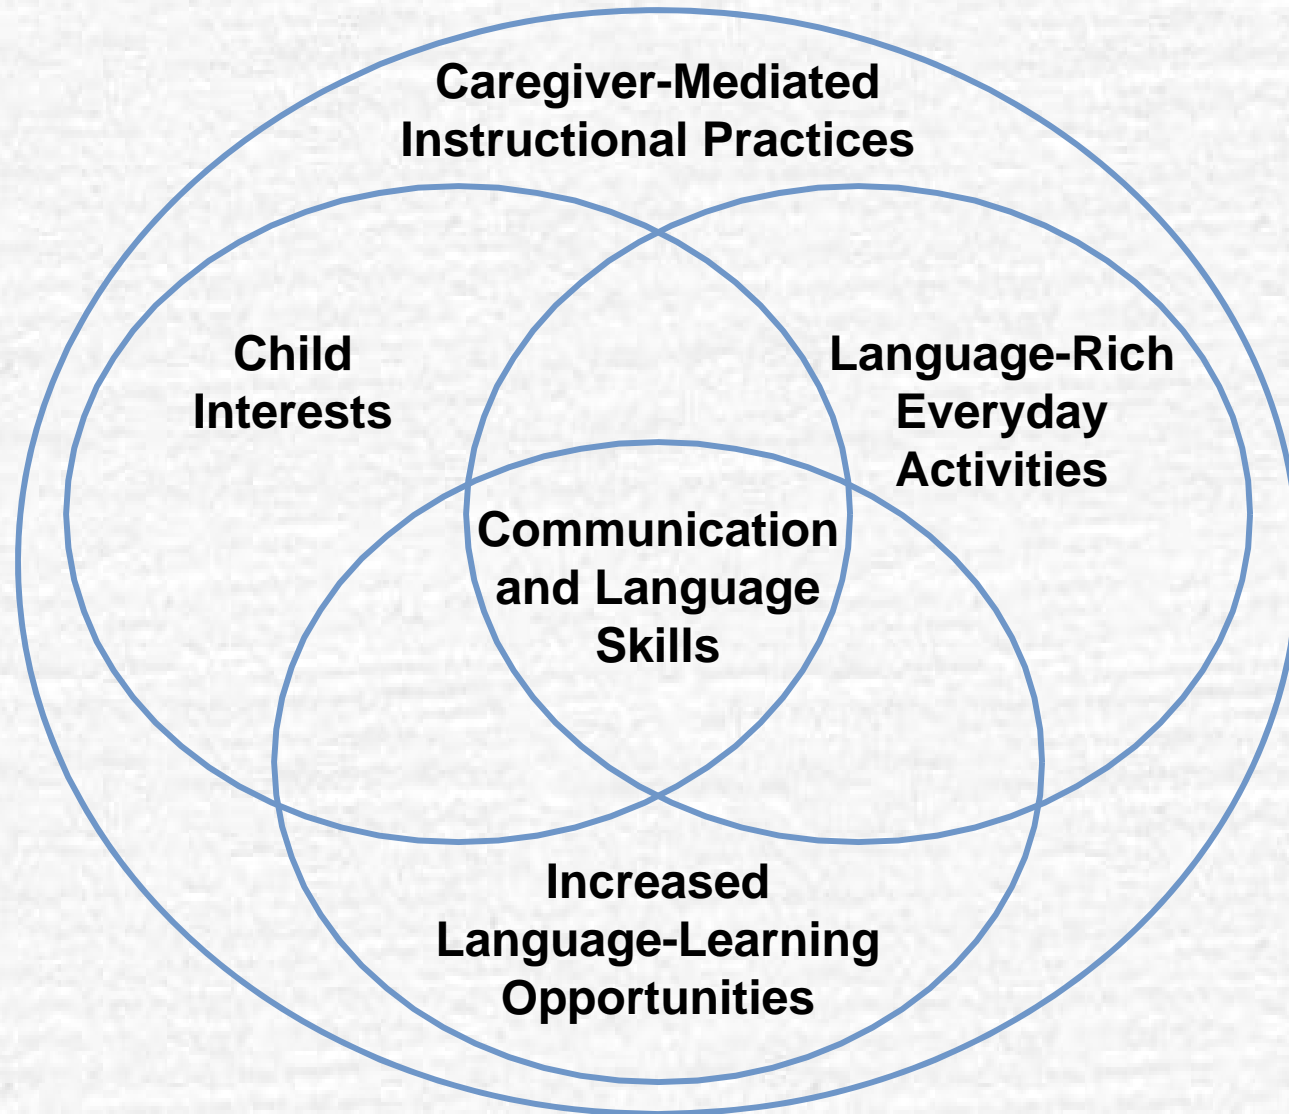 Caregiver-Mediated
Instructional Practices
Child
Interests
Language-Rich
Everyday
Activities
Communication
and Language
Skills
Increased
Language-Learning
Opportunities